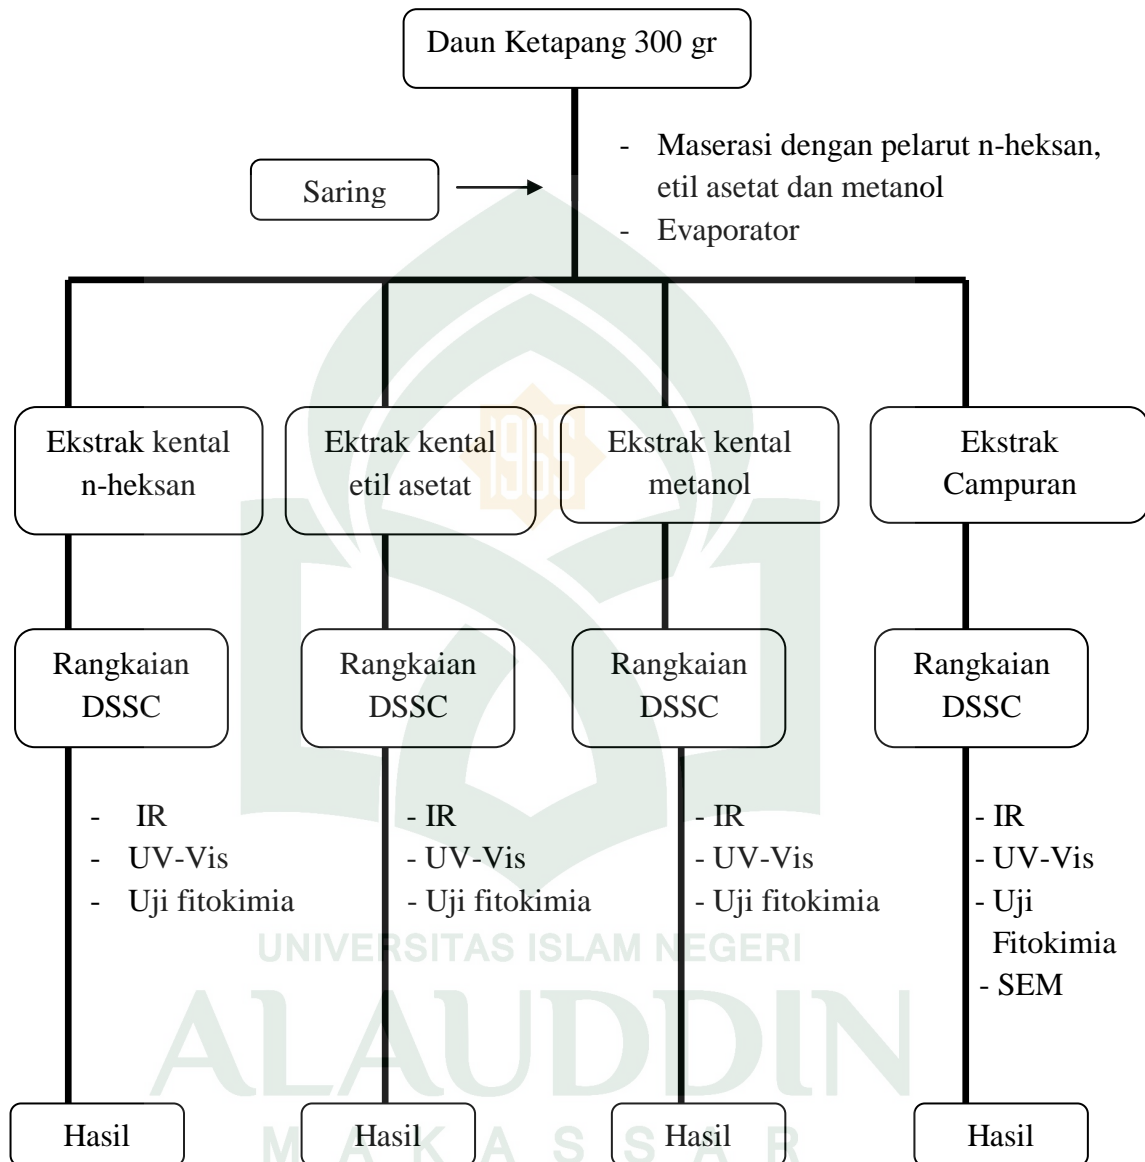 Daun Ketapang 300 gr
- Maserasi dengan pelarut n-heksan,
etil asetat dan metanol
- Evaporator
Saring
Ekstrak kental
n-heksan
Ektrak kental
etil asetat
Ekstrak kental
metanol
Ekstrak
Campuran
Rangkaian
DSSC
Rangkaian
DSSC
Rangkaian
DSSC
Rangkaian
DSSC
- IR
- UV-Vis
- Uji fitokimia
- IR
- UV-Vis
- Uji fitokimia
- IR
- UV-Vis
- Uji fitokimia
- IR
- UV-Vis
- Uji
Fitokimia
- SEM
Hasil
Hasil
Hasil
Hasil
1965
UNIVERSITAS ISLAM NEGERI
ALAUDDIN
MAKASSAR